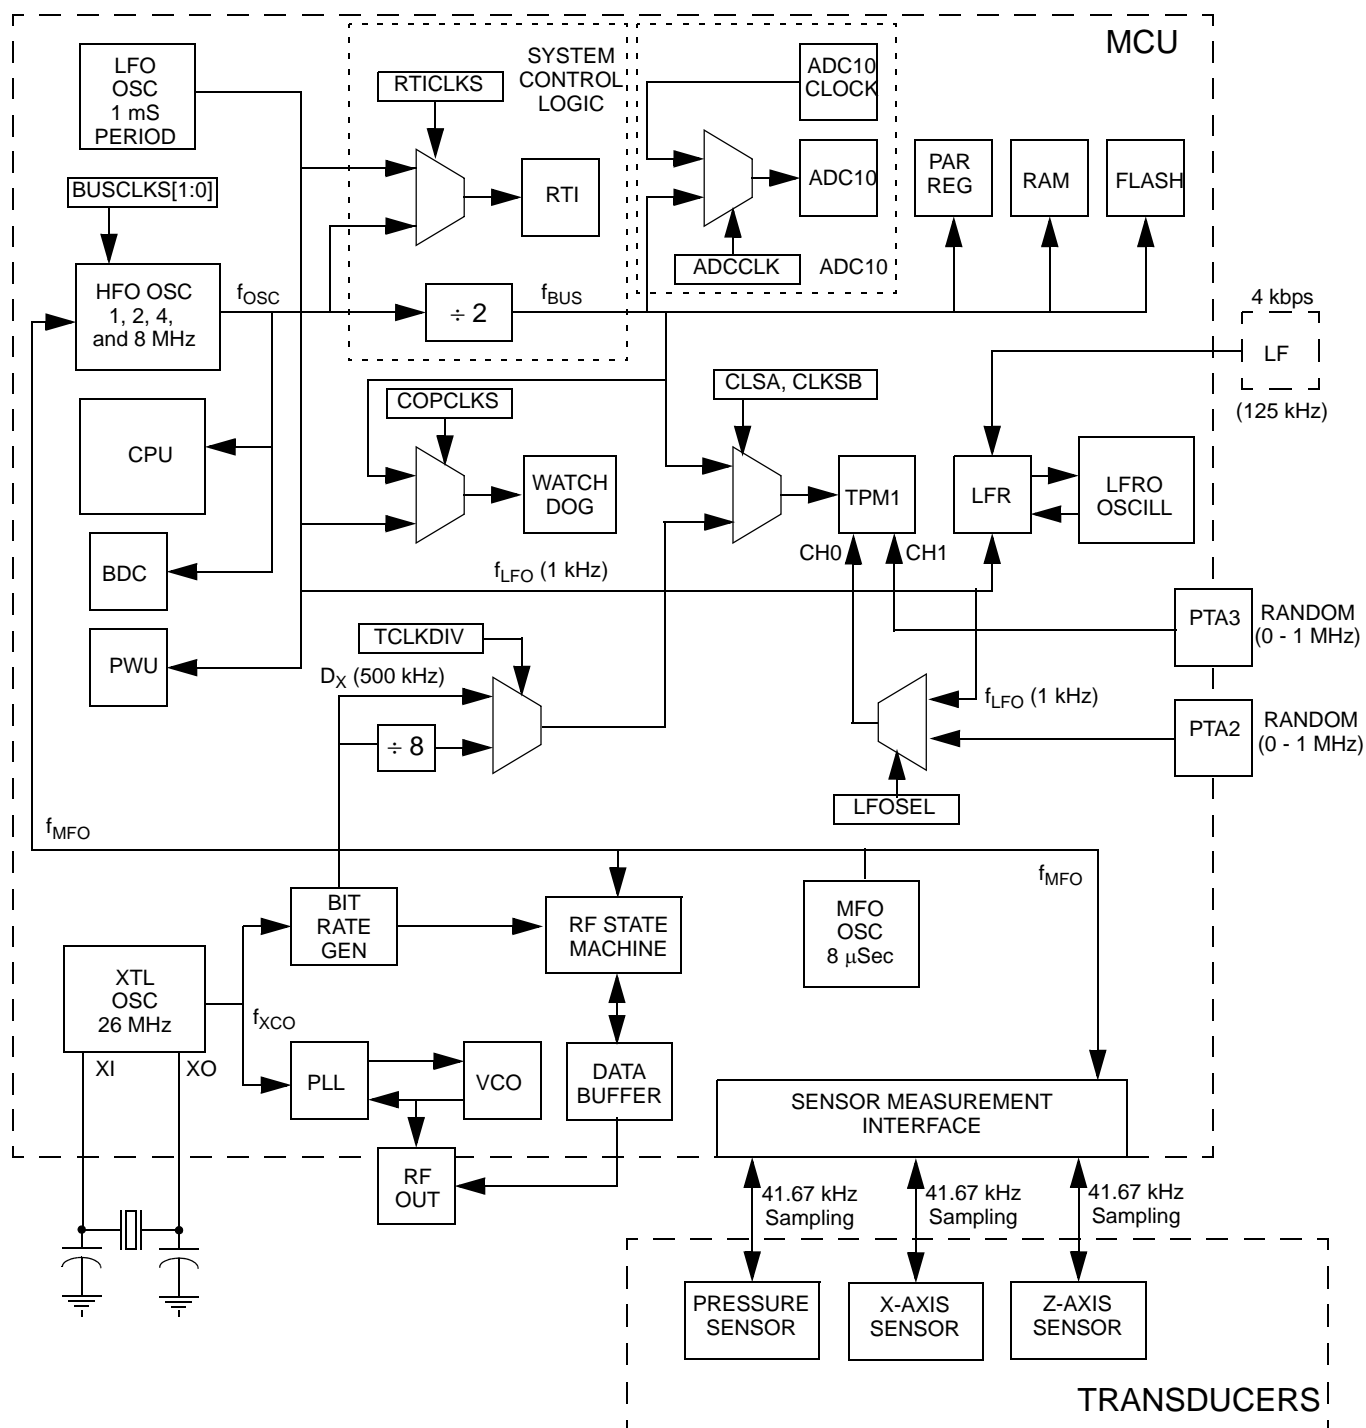 MCU
LFO
OSC
1 mS
PERIOD
SYSTEM
CONTROL
LOGIC
RTICLKS
ADC10
CLOCK
BUSCLKS[1:0]
RTI
ADC10
PAR
REG
RAM
FLASH
ADCCLK
ADC10
HFO OSC
1, 2, 4,
and 8 MHz
fOSC
÷ 2
fBUS
4 kbps
LF
(125 kHz)
COPCLKS
CLSA, CLKSB
CPU
WATCH
DOG
TPM1
LFR
LFRO
OSCILL
CH0
CH1
BDC
fLFO (1 kHz)
PTA3
RANDOM
(0 - 1 MHz)
TCLKDIV
PWU
DX (500 kHz)
fLFO (1 kHz)
PTA2
RANDOM
(0 - 1 MHz)
÷ 8
LFOSEL
fMFO
fMFO
BIT
RATE
GEN
RF STATE
MACHINE
MFO
OSC
8 μSec
XTL
OSC
26 MHz
fXCO
XI
XO
PLL
VCO
DATA
BUFFER
SENSOR MEASUREMENT
INTERFACE
RF
OUT
41.67 kHz
Sampling
41.67 kHz
Sampling
41.67 kHz
Sampling
PRESSURE
SENSOR
X-AXIS
SENSOR
Z-AXIS
SENSOR
TRANSDUCERS